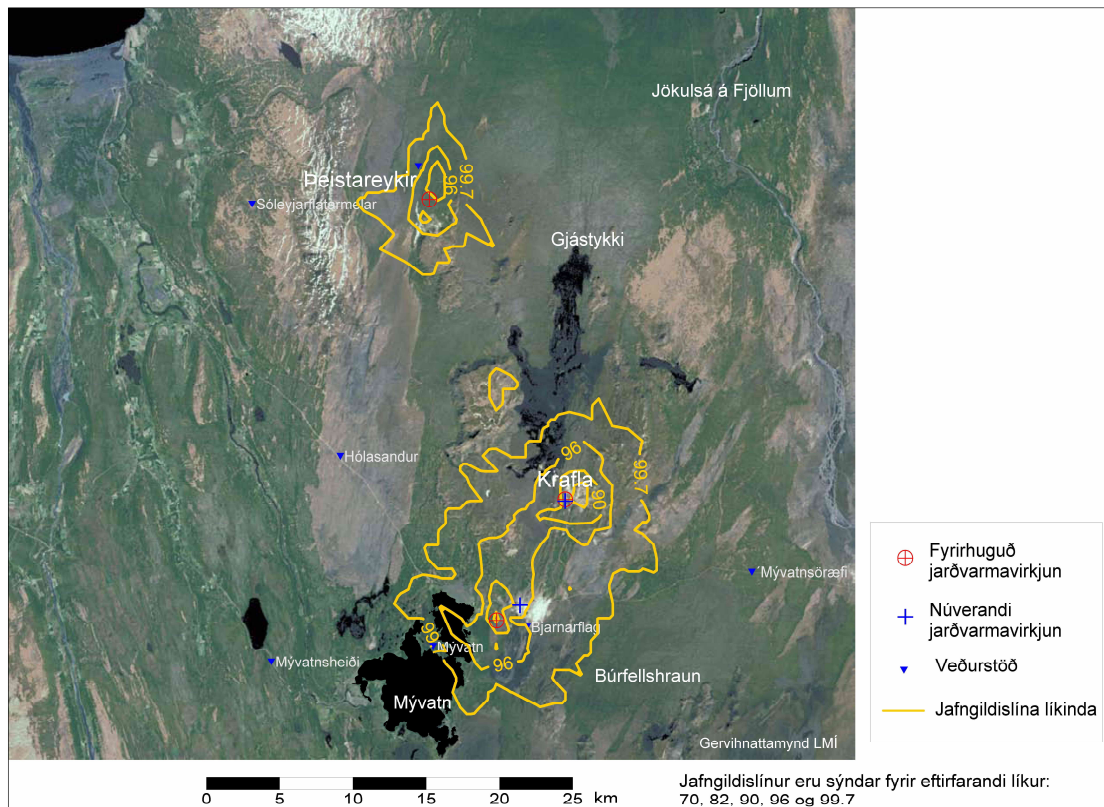 Jökulsá á Fjöllum
99.7
96
Þeistareykir
Sóleyjarflatarmelar
Gjástykki
96
99.7
Hólasandur
Krafla
90
Mývatnsöræfi
Bjarnarflag
99
Mývatn
Mývatnsheiði
96
Búrfellshraun
Mývatn
Gervihnattamynd LMÍ
Fyrirhuguð
jarðvarmavirkjun
Núverandi
jarðvarmavirkjun
Veðurstöð
Jafngildislína líkinda
0 5 10 15 20 25 km
Jafngildislínur eru sýndar fyrir eftirfarandi líkur:
70, 82, 90, 96 og 99.7